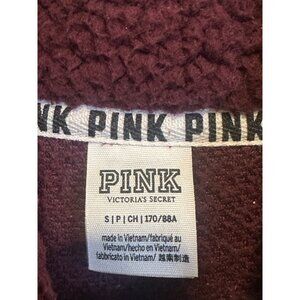 NK PINK PINK
PINK
VICTORIA'S SECRET
S | P | CH | 170/88A
made in Vietnam/fabriqué au
Vietnam/hecho en Vietnam/
fabbricato in Vietnam/越南制造